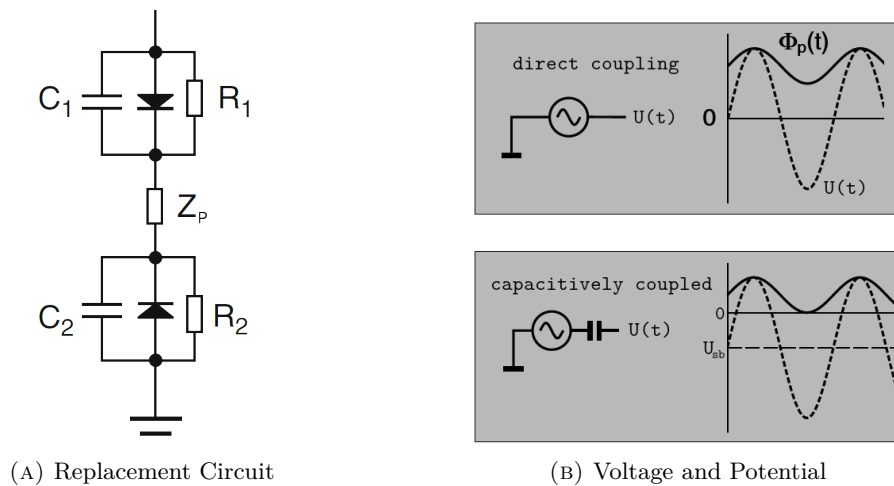 C₁
R₁
Zₚ
C₂
R₂
(A) Replacement Circuit
direct coupling
U(t)
Φₚ(t)
0
U(t)
capacitively coupled
U(t)
0
Uₛb
(B) Voltage and Potential